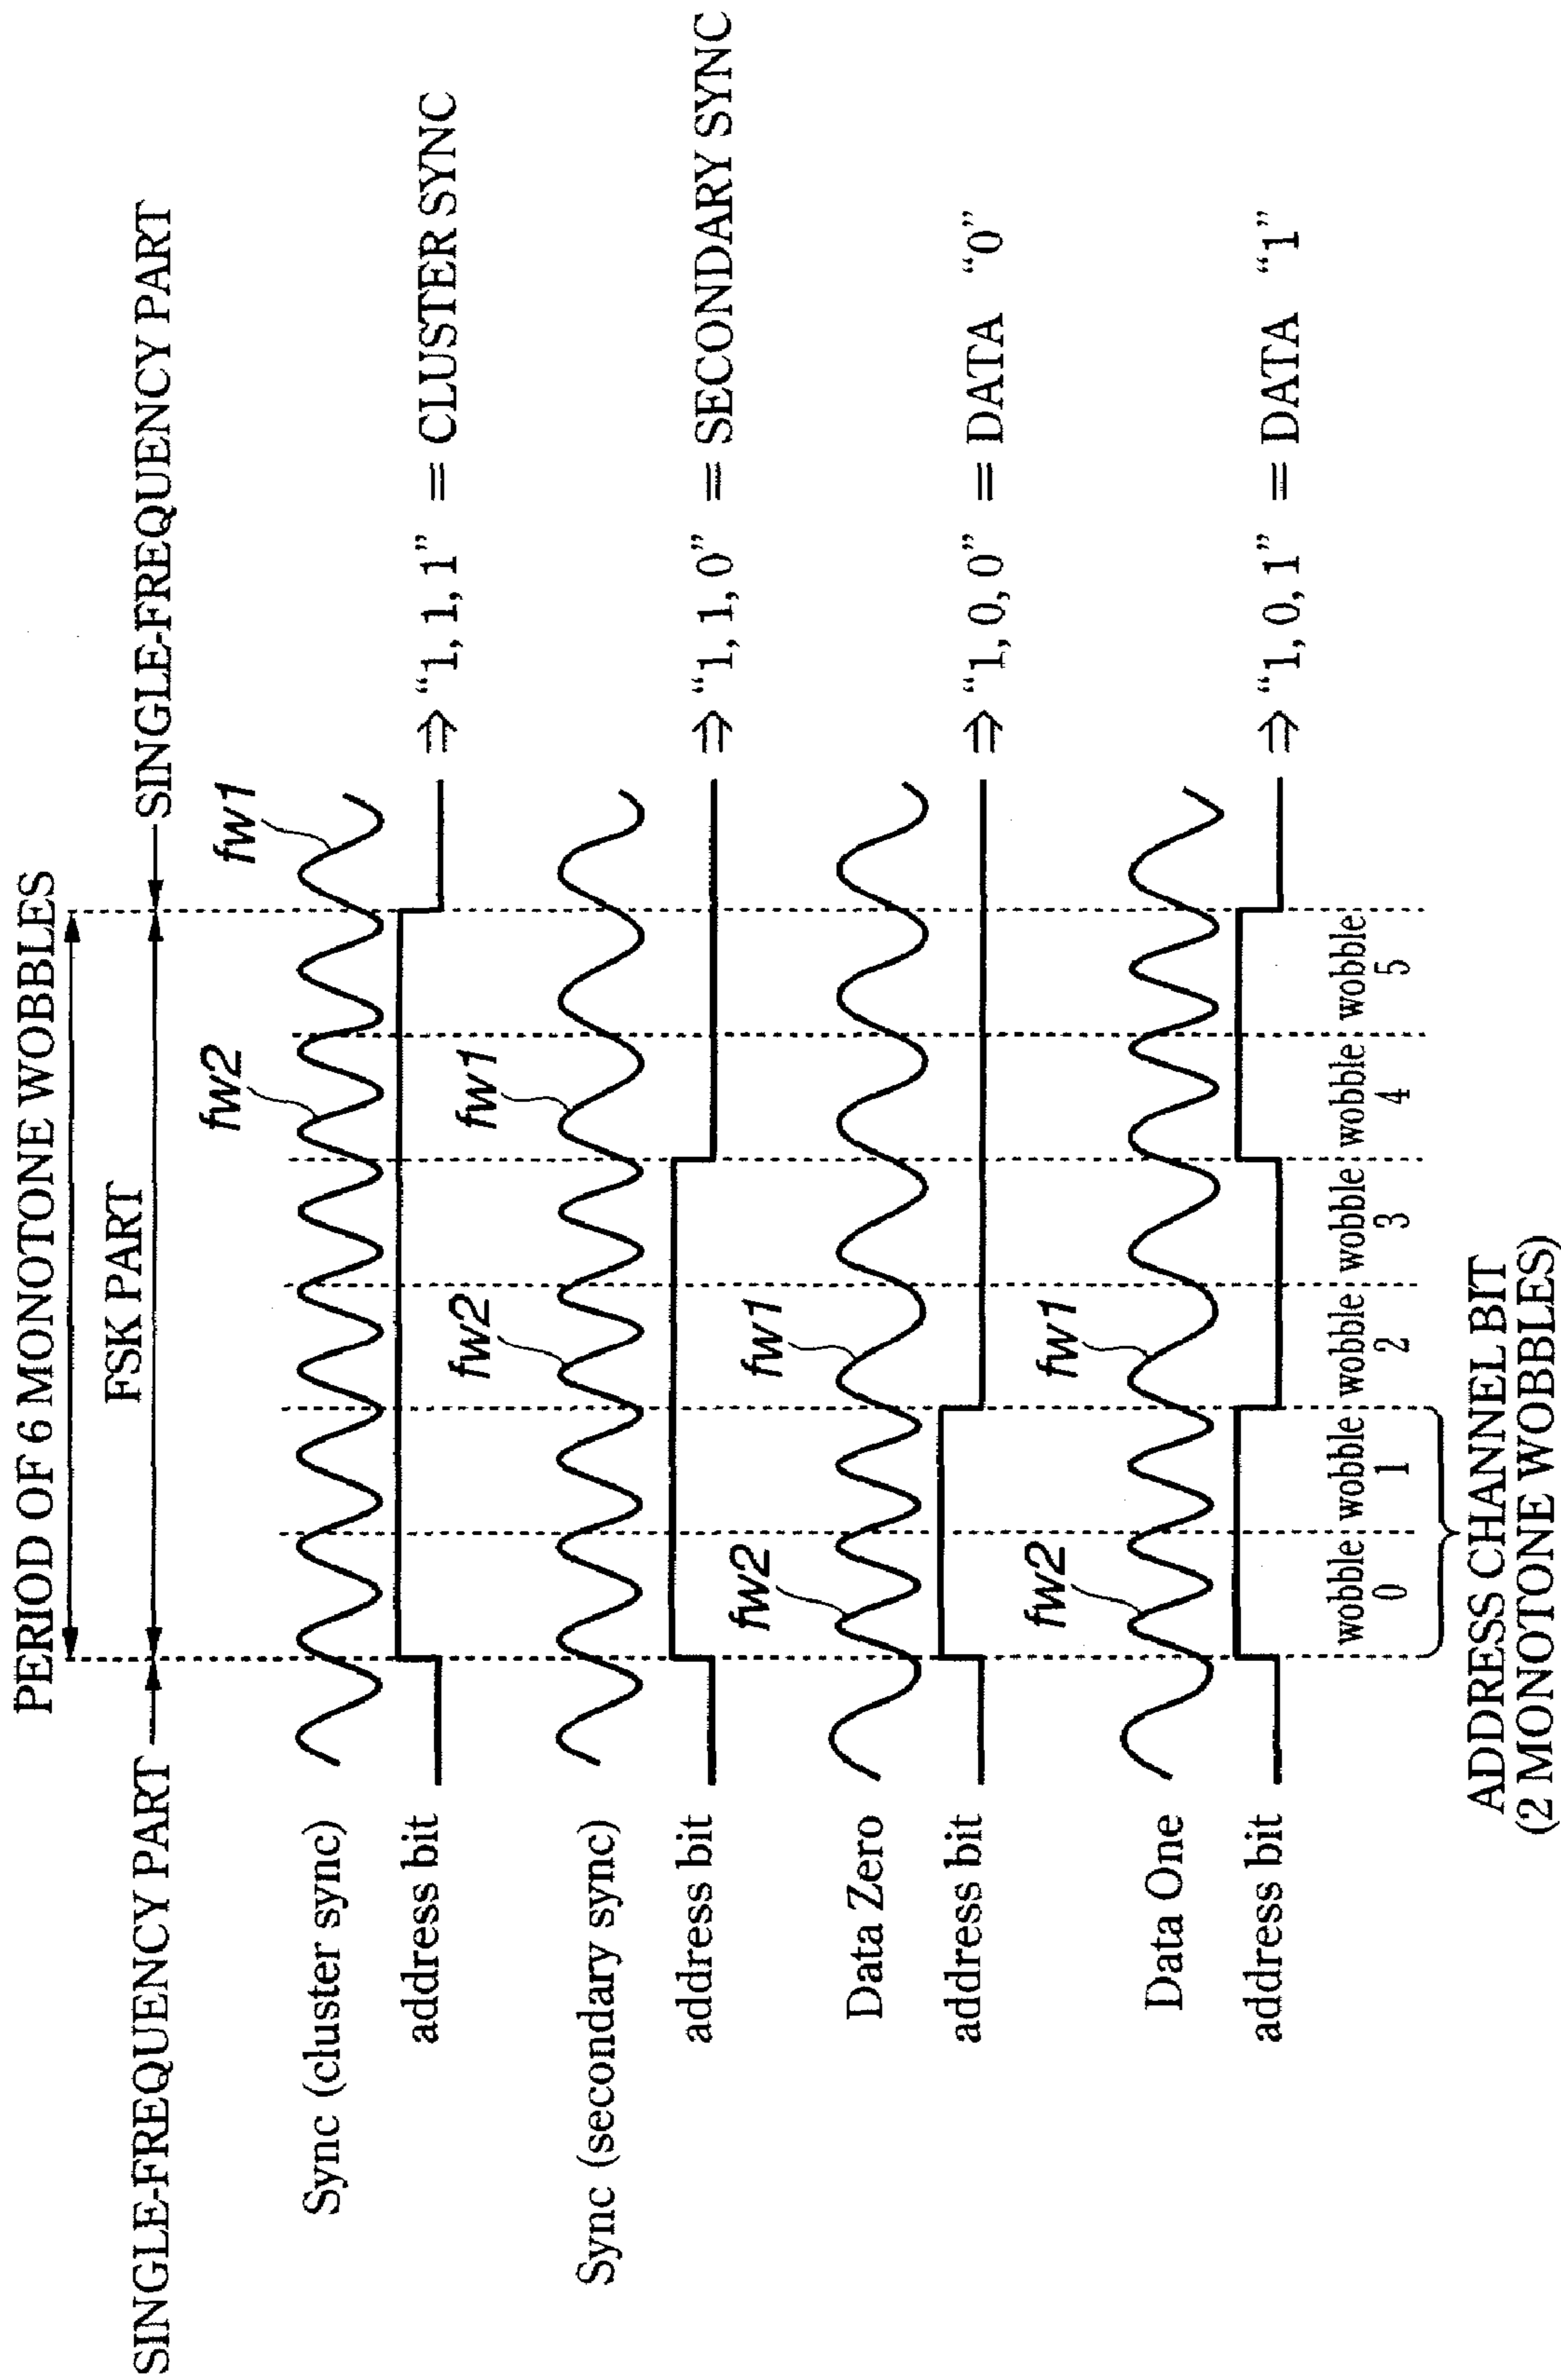 PERIOD OF 6 MONOTONE WOBBLES
SINGLE-FREQUENCY PART
FSK PART
SINGLE-FREQUENCY PART
fw2
fw1
Sync (cluster sync)
address bit
⇒ “1, 1, 1” = CLUSTER SYNC
fw2
fw1
Sync (secondary sync)
address bit
⇒ “1, 1, 0” = SECONDARY SYNC
fw2
fw1
Data Zero
address bit
⇒ “1, 0, 0” = DATA “0”
fw2
fw1
Data One
address bit
⇒ “1, 0, 1” = DATA “1”
wobble wobble wobble wobble wobble wobble
0 1 2 3 4 5
ADDRESS CHANNEL BIT
(2 MONOTONE WOBBLES)